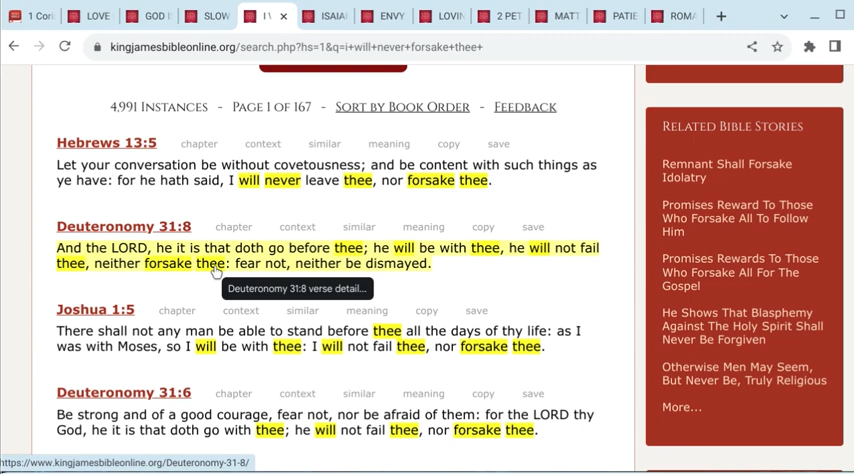 1 Cori
LOVE
GOD I
SLOW
I W
ISAIA
ENVY
LOVIN
2 PET
MATT
PATIE
ROMA
kingjamesbibleonline.org/search.php?hs=1&q=i+will+never+forsake+thee+
4,991 Instances - Page 1 of 167 - Sort by Book Order - Feedback
Hebrews 13:5 chapter context similar meaning copy save
Let your conversation be without covetousness; and be content with such things as
ye have: for he hath said, I will never leave thee, nor forsake thee.
Deuteronomy 31:8 chapter context similar meaning copy save
And the LORD, he it is that doth go before thee; he will be with thee, he will not fail
thee, neither forsake thee: fear not, neither be dismayed.
Deuteronomy 31:8 verse detail...
Joshua 1:5 chapter context similar meaning copy save
There shall not any man be able to stand before thee all the days of thy life: as I
was with Moses, so I will be with thee: I will not fail thee, nor forsake thee.
Deuteronomy 31:6 chapter context similar meaning copy save
Be strong and of a good courage, fear not, nor be afraid of them: for the LORD thy
God, he it is that doth go with thee; he will not fail thee, nor forsake thee.
https://www.kingjamesbibleonline.org/Deuteronomy-31-8/
Related Bible Stories
Remnant Shall Forsake
Idolatry
Promises Reward To Those
Who Forsake All To Follow
Him
Promises Rewards To Those
Who Forsake All For The
Gospel
He Shows That Blasphemy
Against The Holy Spirit Shall
Never Be Forgiven
Otherwise Men May Seem,
But Never Be, Truly Religious
More...